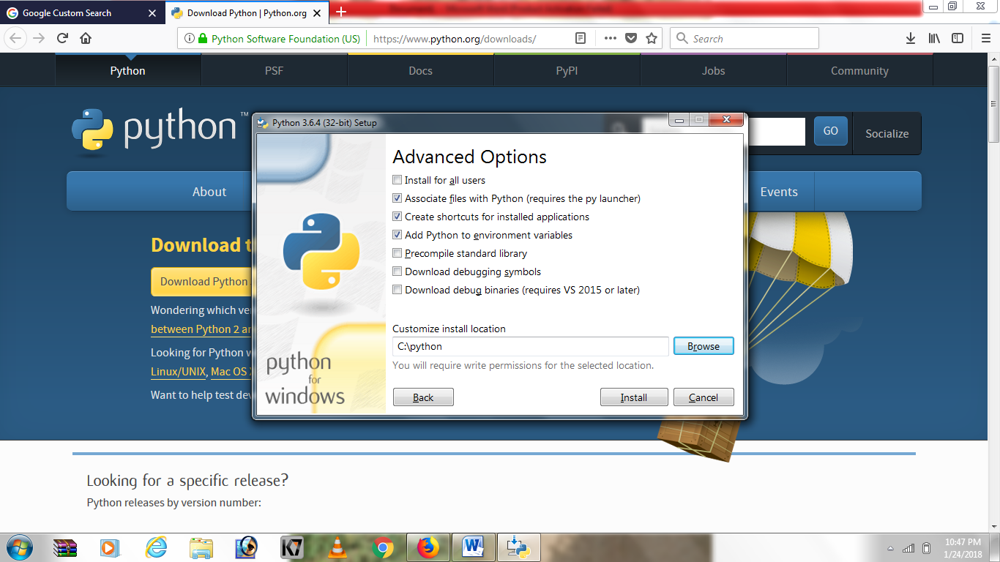 Google Custom Search
Download Python | Python.org
Python Software Foundation (US)
https://www.python.org/downloads/
Search
Python
PSF
Docs
PyPI
Jobs
Community
python™
GO
Socialize
About
Events
Download t
Download Python
Wondering which ver
between Python 2 a
Looking for Python w
Linux/UNIX, Mac OS
Want to help test dev
Python 3.6.4 (32-bit) Setup
Advanced Options
Install for all users
Associate files with Python (requires the py launcher)
Create shortcuts for installed applications
Add Python to environment variables
Precompile standard library
Download debugging symbols
Download debug binaries (requires VS 2015 or later)
Customize install location
C:\python
Browse
You will require write permissions for the selected location.
python
for
windows
Back
Install
Cancel
Looking for a specific release?
Python releases by version number:
K7
W
10:47 PM
1/24/2018